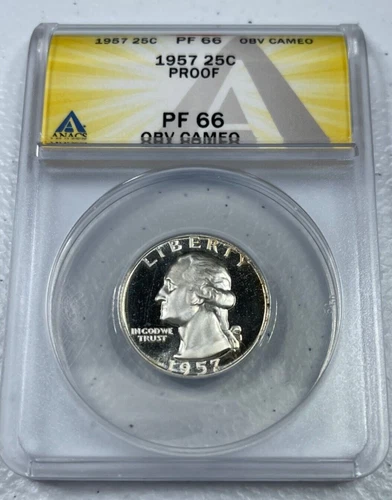 1957 25C PF 66 OBV CAMEO
1957 25C
PROOF
ANACS
PF 66
OBV CAMEO
LIBERTY
IN GOD WE
TRUST
1957